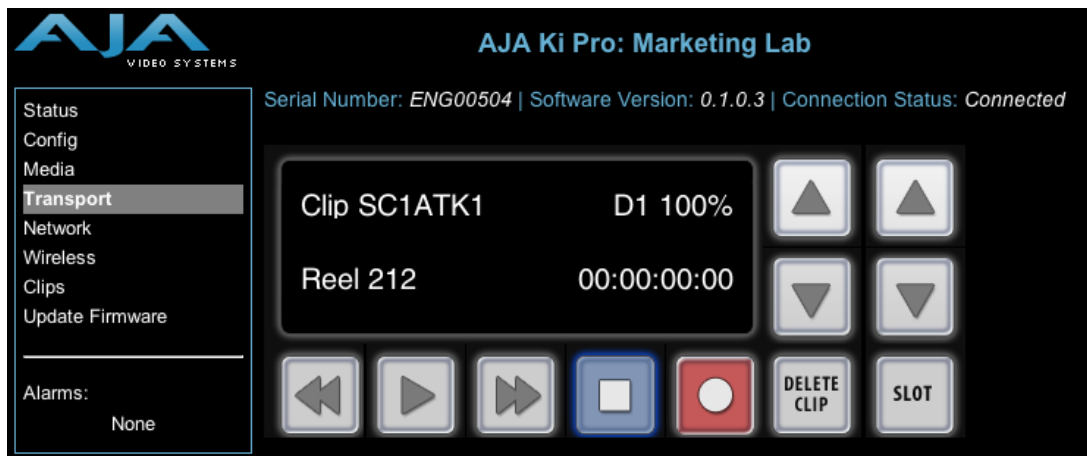 AJA
VIDEO SYSTEMS
AJA Ki Pro: Marketing Lab
Serial Number: ENG00504 | Software Version: 0.1.0.3 | Connection Status: Connected
Status
Config
Media
Transport
Network
Wireless
Clips
Update Firmware
Alarms:
None
Clip SC1ATK1 D1 100%
Reel 212 00:00:00:00
DELETE
CLIP
SLOT